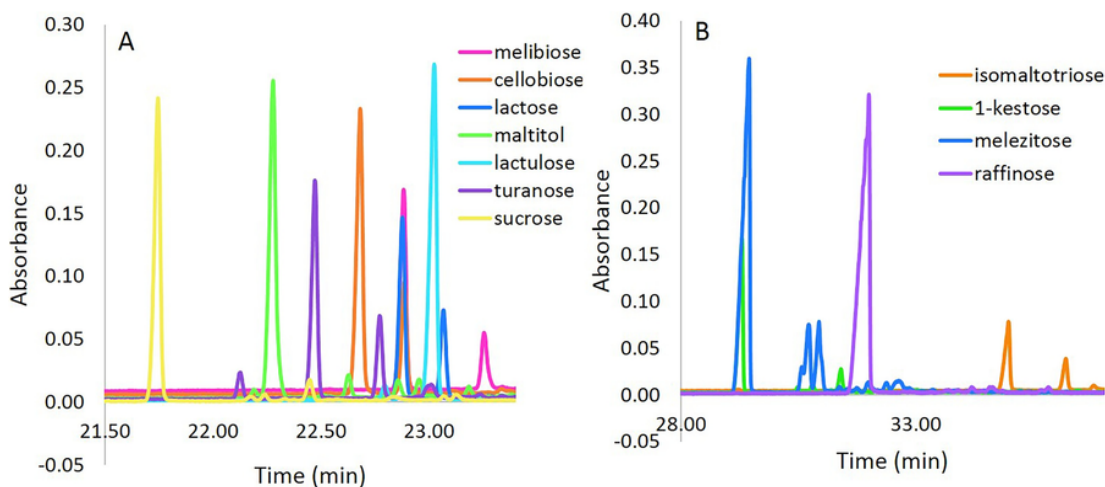 A
0.30
0.25
0.20
0.15
0.10
0.05
0.00
-0.05
Absorbance
21.50
22.00
22.50
23.00
Time (min)
melibiose
cellobiose
lactose
maltitol
lactulose
turanose
sucrose
B
0.40
0.35
0.30
0.25
0.20
0.15
0.10
0.05
0.00
-0.05
Absorbance
28.00
33.00
Time (min)
isomaltotriose
1-kestose
melezitose
raffinose